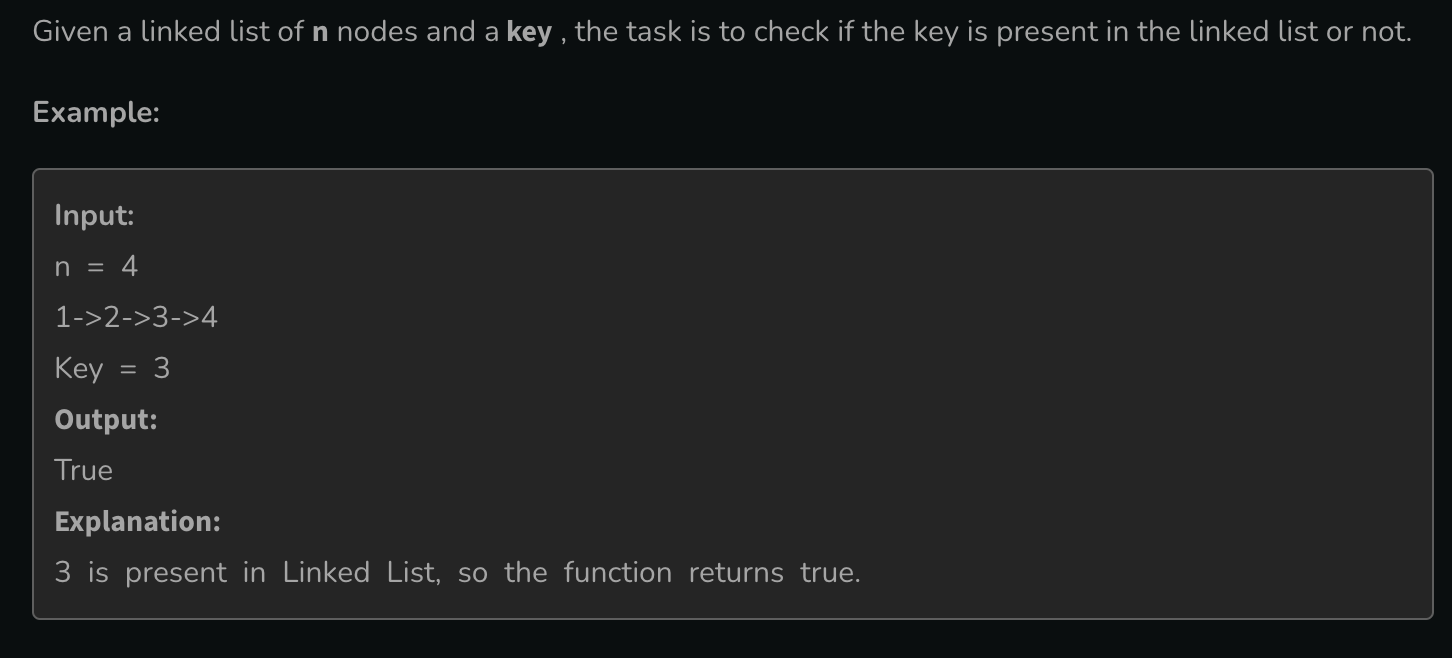 Given a linked list of n nodes and a key , the task is to check if the key is present in the linked list or not.
Example:
Input:
n = 4
1->2->3->4
Key = 3
Output:
True
Explanation:
3 is present in Linked List, so the function returns true.